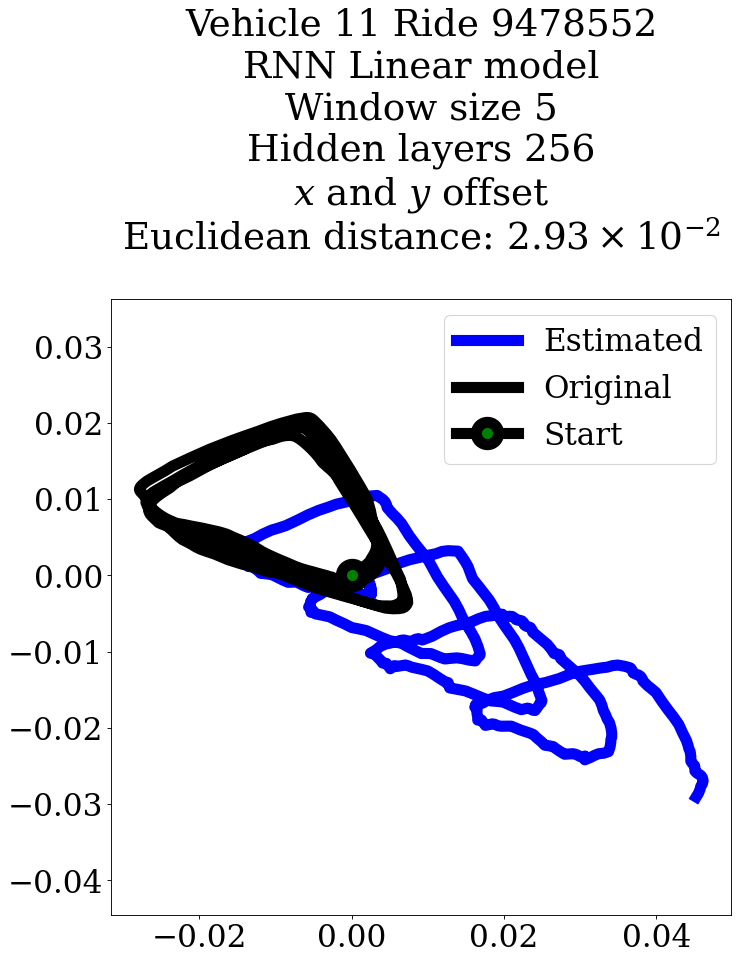 Vehicle 11 Ride 9478552
RNN Linear model
Window size 5
Hidden layers 256
x and y offset
Euclidean distance: 2.93 × 10⁻²
Estimated
Original
Start
0.03
0.02
0.01
0.00
−0.01
−0.02
−0.03
−0.04
−0.02
0.00
0.02
0.04